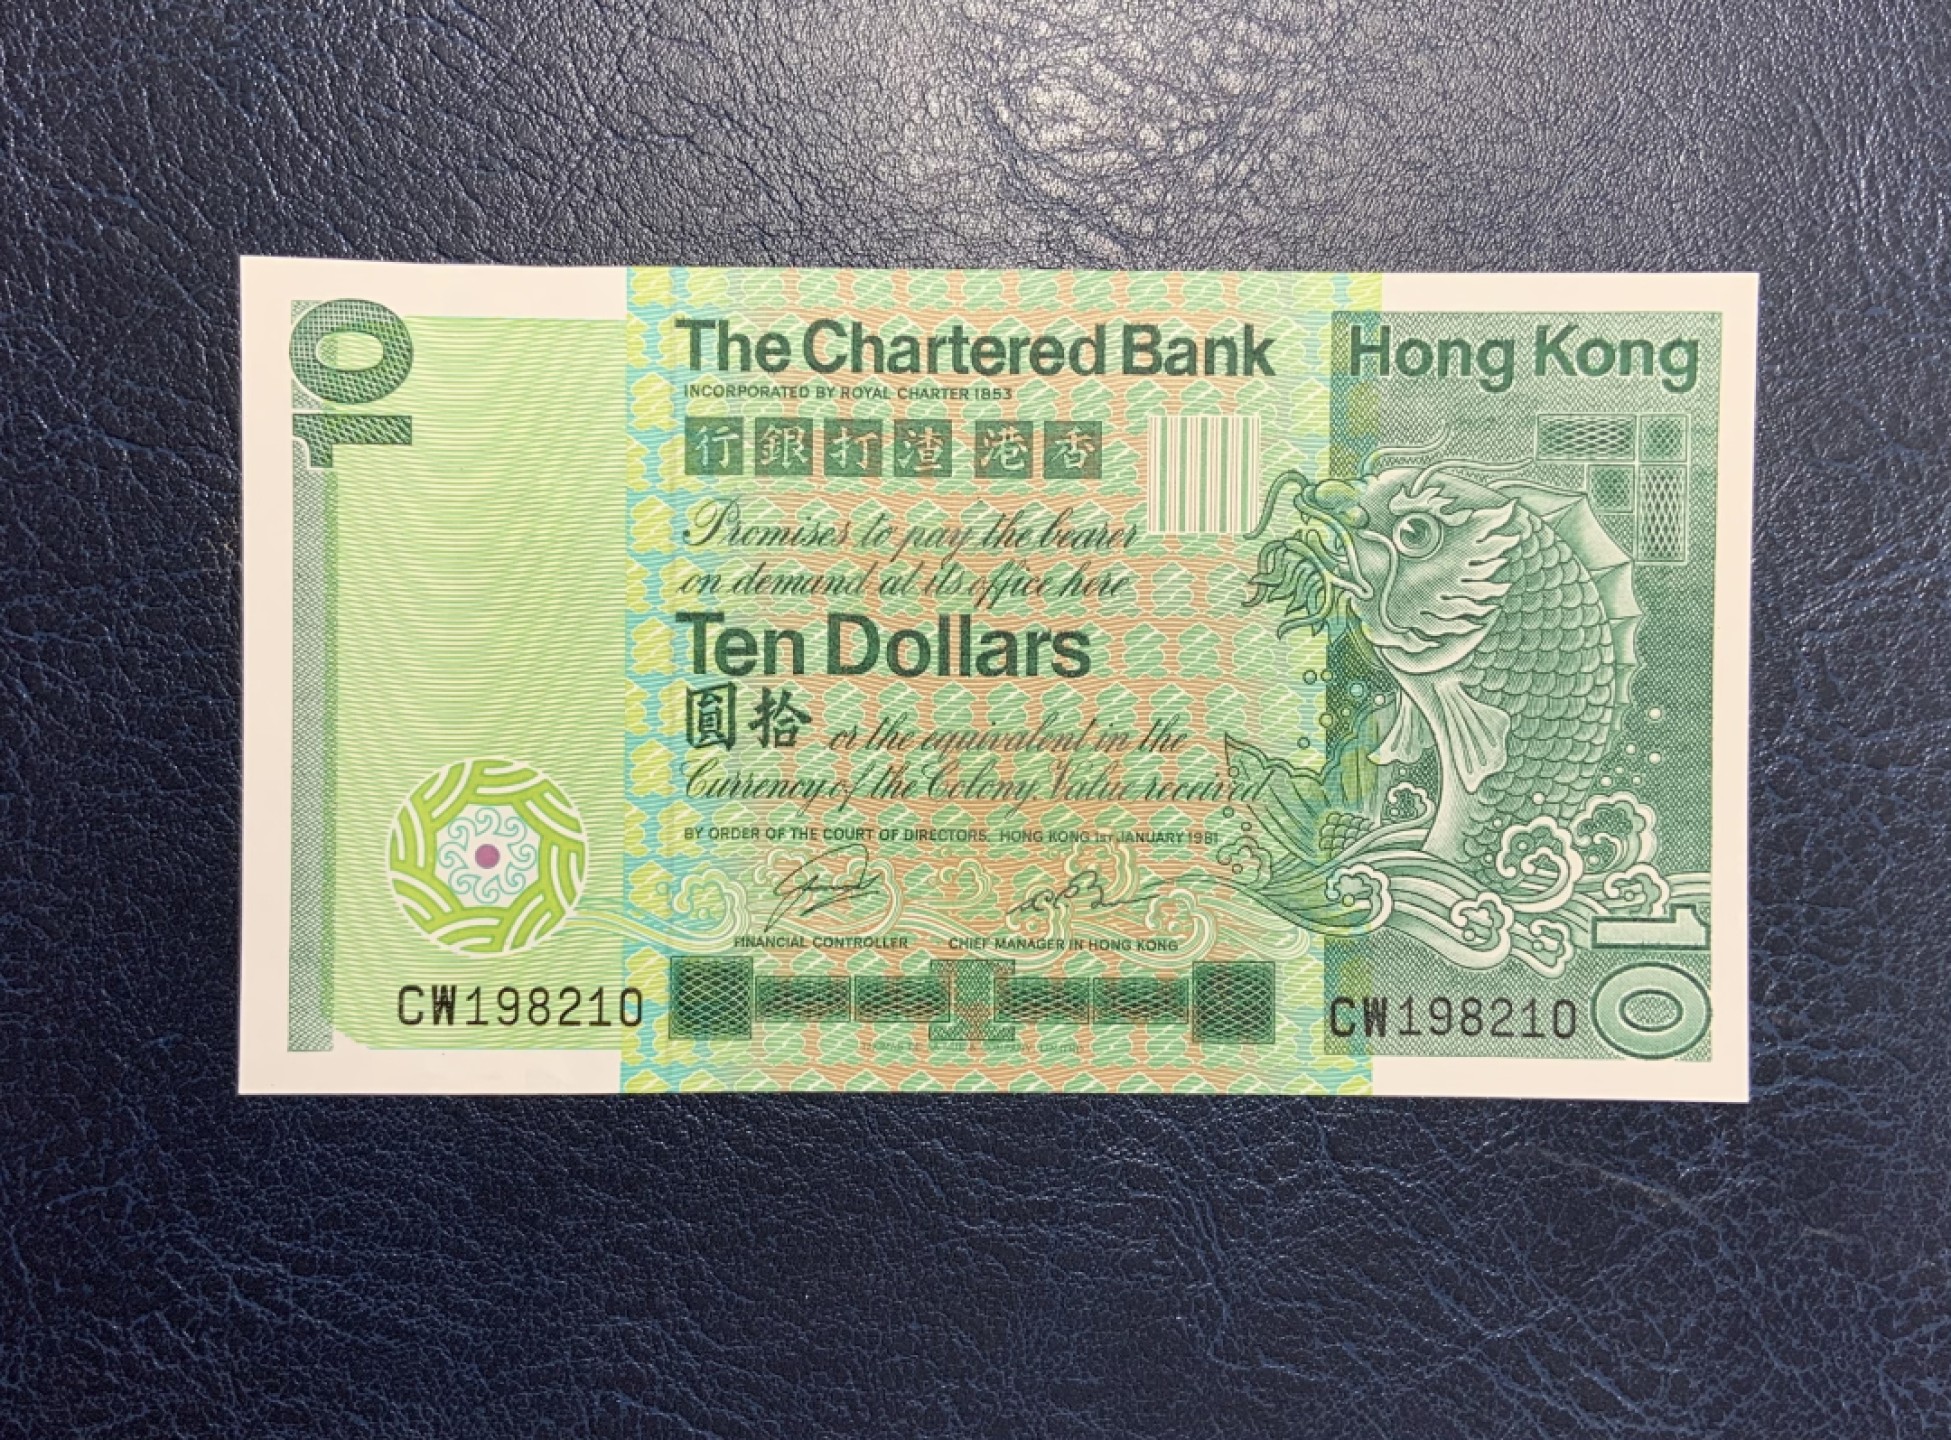 10
The Chartered Bank
Hong Kong
INCORPORATED BY ROYAL CHARTER 1853
行銀打渣 港香
Promises to pay the bearer
on demand at its office here
Ten Dollars
圓拾 or the equivalent in the
Currency of the Colony. Value received
BY ORDER OF THE COURT OF DIRECTORS, HONG KONG 1ST JANUARY 1981
FINANCIAL CONTROLLER
CHIEF MANAGER IN HONG KONG
CW198210
CW198210
10